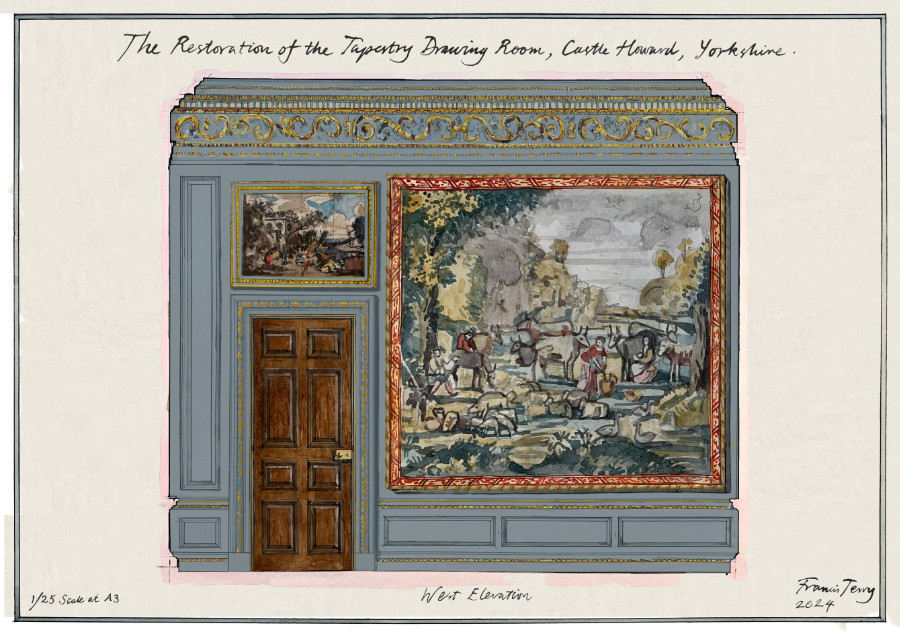 The Restoration of the Tapestry Drawing Room, Castle Howard, Yorkshire.
1/25 Scale at A3
West Elevation
Francis Terry
2024